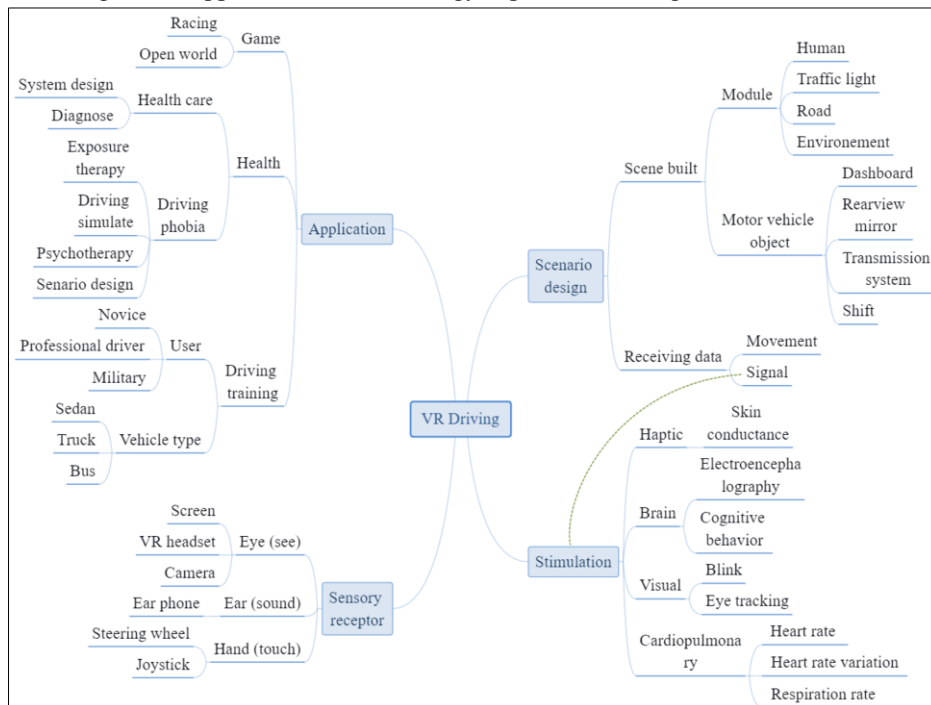 Racing
Open world
Game
System design
Diagnose
Health care
Exposure
therapy
Driving
simulate
Psychotherapy
Senario design
Driving
phobia
Health
Novice
Professional driver
Military
User
Sedan
Truck
Bus
Vehicle type
Driving
training
Application
VR Driving
Screen
VR headset
Camera
Eye (see)
Ear phone
Ear (sound)
Steering wheel
Joystick
Hand (touch)
Sensory
receptor
Scenario
design
Scene built
Module
Human
Traffic light
Road
Environement
Motor vehicle
object
Dashboard
Rearview
mirror
Transmission
system
Shift
Receiving data
Movement
Signal
Stimulation
Haptic
Skin
conductance
Brain
Electroencepha
lography
Cognitive
behavior
Visual
Blink
Eye tracking
Cardiopulmona
ry
Heart rate
Heart rate variation
Respiration rate